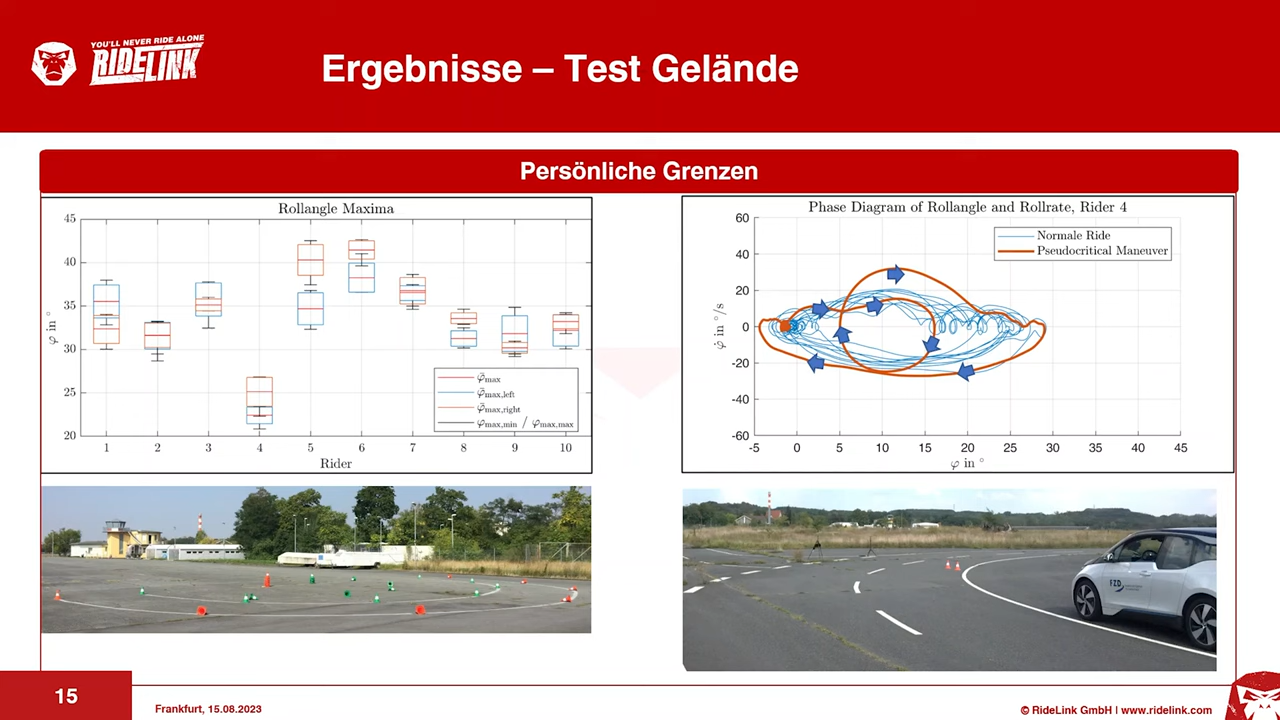 YOU'LL NEVER RIDE ALONE
RIDELINK
Ergebnisse – Test Gelände
Persönliche Grenzen
Rollangle Maxima
45
40
35
30
25
20
φ in °
1 2 3 4 5 6 7 8 9 10
Rider
φ̃max
φ̃max,left
φ̃max,right
φmax,min / φmax,max
Phase Diagram of Rollangle and Rollrate, Rider 4
60
40
20
0
-20
-40
-60
φ̇ in °/s
-5 0 5 10 15 20 25 30 35 40 45
φ in °
Normale Ride
Pseudocritical Maneuver
FZD
15
Frankfurt, 15.08.2023
© RideLink GmbH | www.ridelink.com